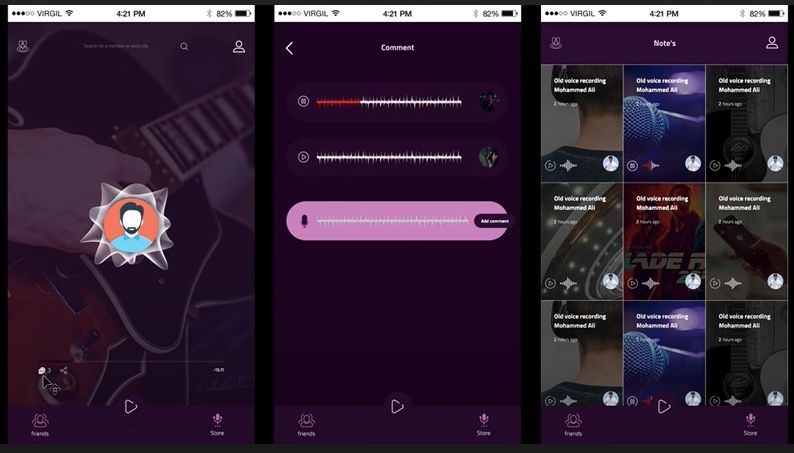 VIRGIL 4:21 PM 82%
Search for a member or voice clip
3
friends
Store
VIRGIL 4:21 PM 82%
Comment
Add comment
friends
Store
VIRGIL 4:21 PM 82%
Note's
Old voice recording
Mohammed Ali
2 hours ago
Old voice recording
Mohammed Ali
2 hours ago
Old voice recording
Mohammed Ali
2 hours ago
Old voice recording
Mohammed Ali
2 hours ago
Old voice recording
Mohammed Ali
2 hours ago
Old voice recording
Mohammed Ali
2 hours ago
Old voice recording
Mohammed Ali
2 hours ago
Old voice recording
Mohammed Ali
2 hours ago
Old voice recording
Mohammed Ali
2 hours ago
friends
Store